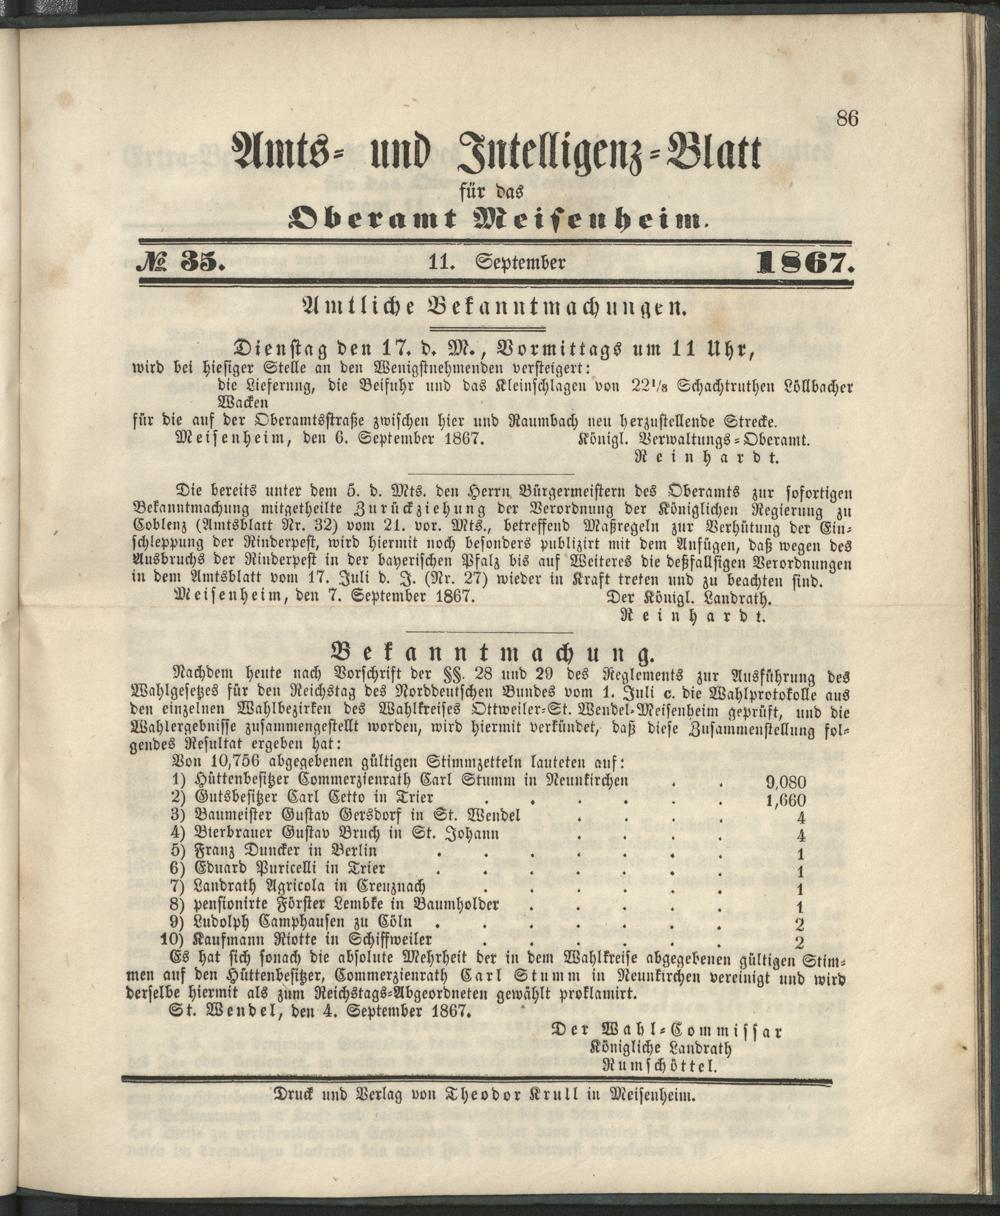 86
Amts- und Intelligenz-Blatt
für das
Oberamt Meisenheim.
№ 35. 11. September 1867.
Amtliche Bekanntmachungen.
Dienstag den 17. d. M., Vormittags um 11 Uhr,
wird bei hiesiger Stelle an den Wenigstnehmenden versteigert:
die Lieferung, die Beifuhr und das Kleinschlagen von 22 1/8 Schachtruthen Löllbacher
Wacken
für die auf der Oberamtsstraße zwischen hier und Raumbach neu herzustellende Strecke.
Meisenheim, den 6. September 1867. Königl. Verwaltungs-Oberamt.
Reinhardt.
Die bereits unter dem 5. d. Mts. den Herrn Bürgermeistern des Oberamts zur sofortigen
Bekanntmachung mitgetheilte Zurückziehung der Verordnung der Königlichen Regierung zu
Coblenz (Amtsblatt Nr. 32) vom 21. vor. Mts., betreffend Maßregeln zur Verhütung der Ein-
schleppung der Rinderpest, wird hiermit noch besonders publizirt mit dem Anfügen, daß wegen des
Ausbruchs der Rinderpest in der bayerischen Pfalz bis auf Weiteres die deßfallsigen Verordnungen
in dem Amtsblatt vom 17. Juli d. J. (Nr. 27) wieder in Kraft treten und zu beachten sind.
Meisenheim, den 7. September 1867. Der Königl. Landrath.
Reinhardt.
Bekanntmachung.
Nachdem heute nach Vorschrift der §§. 28 und 29 des Reglements zur Ausführung des
Wahlgesetzes für den Reichstag des Norddeutschen Bundes vom 1. Juli c. die Wahlprotokolle aus
den einzelnen Wahlbezirken des Wahlkreises Ottweiler-St. Wendel-Meisenheim geprüft, und die
Wahlergebnisse zusammengestellt worden, wird hiermit verkündet, daß diese Zusammenstellung fol-
gendes Resultat ergeben hat:
Von 10,756 abgegebenen gültigen Stimmzetteln lauteten auf:
1) Hüttenbesitzer Commerzienrath Carl Stumm in Neunkirchen . . 9,080
2) Gutsbesitzer Carl Cetto in Trier . . . . . . 1,660
3) Baumeister Gustav Gersdorf in St. Wendel . . . . 4
4) Bierbrauer Gustav Bruch in St. Johann . . . . 4
5) Franz Duncker in Berlin . . . . . . . 1
6) Eduard Puricelli in Trier . . . . . . . 1
7) Landrath Agricola in Creuznach . . . . . . 1
8) pensionirte Förster Lembke in Baumholder . . . . . 1
9) Ludolph Camphausen zu Cöln . . . . . . . 2
10) Kaufmann Riotte in Schiffweiler . . . . . . 2
Es hat sich sonach die absolute Mehrheit der in dem Wahlkreise abgegebenen gültigen Stim-
men auf den Hüttenbesitzer, Commerzienrath Carl Stumm in Neunkirchen vereinigt und wird
derselbe hiermit als zum Reichstags-Abgeordneten gewählt proklamirt.
St. Wendel, den 4. September 1867.
Der Wahl-Commissar
Königliche Landrath
Rumschöttel.
Druck und Verlag von Theodor Krull in Meisenheim.